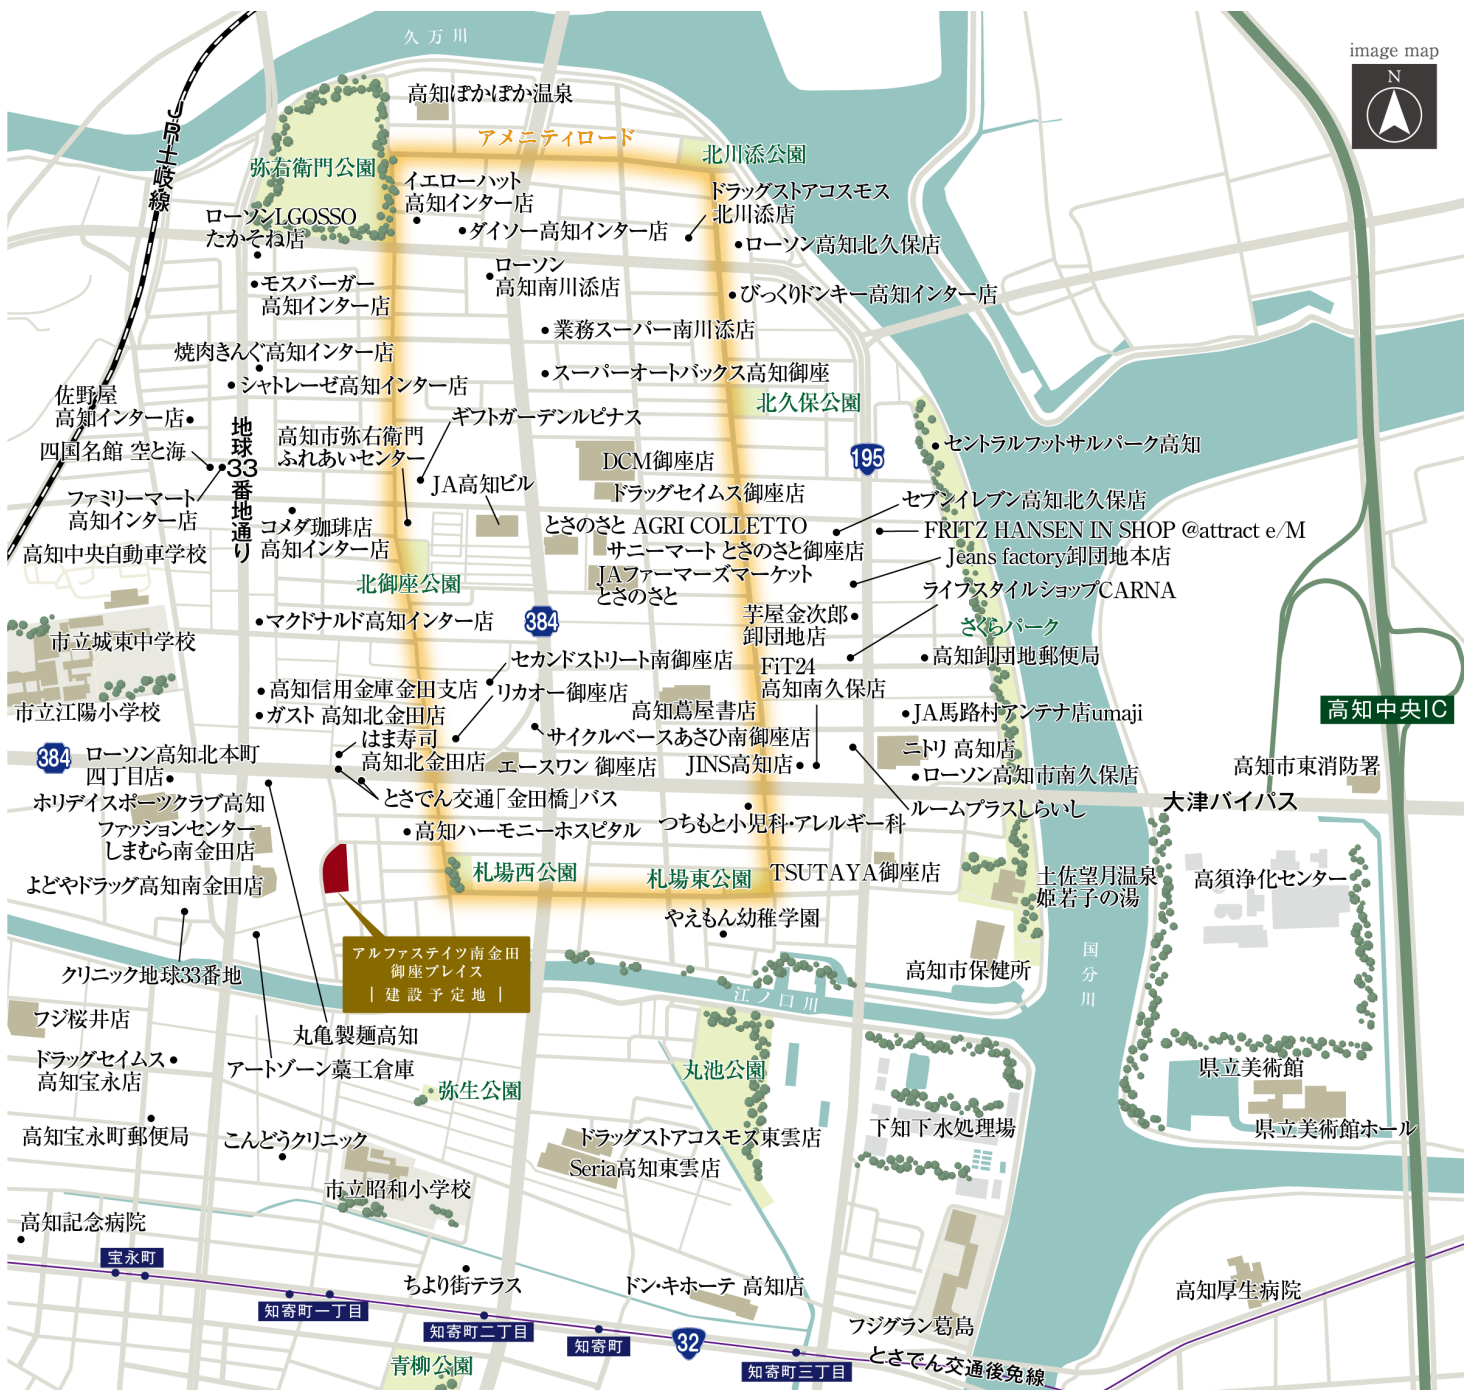 久万川
image map
N
JR土讃線
高知ぽかぽか温泉
アメニティロード
弥右衛門公園
北川添公園
イエローハット
高知インター店
ドラッグストアコスモス
北川添店
ローソンLGOSSO
たかそね店
ダイソー高知インター店
ローソン高知北久保店
ローソン
高知南川添店
モスバーガー
高知インター店
びっくりドンキー高知インター店
業務スーパー南川添店
焼肉きんぐ高知インター店
シャトレーゼ高知インター店
スーパーオートバックス高知御座
佐野屋
高知インター店
北久保公園
ギフトガーデンルピナス
地球33番地通り
高知市弥右衛門
ふれあいセンター
四国名館 空と海
195
セントラルフットサルパーク高知
DCM御座店
JA高知ビル
ドラッグセイムス御座店
ファミリーマート
高知インター店
セブンイレブン高知北久保店
コメダ珈琲店
高知インター店
とさのさと AGRI COLLETTO
FRITZ HANSEN IN SHOP @attract e/M
高知中央自動車学校
サニーマート とさのさと御座店
Jeans factory卸団地本店
北御座公園
JAファーマーズマーケット
とさのさと
ライフスタイルショップCARNA
384
マクドナルド高知インター店
芋屋金次郎
卸団地店
さくらパーク
市立城東中学校
セカンドストリート南御座店
FiT24
高知南久保店
高知卸団地郵便局
高知信用金庫金田支店
リカオー御座店
市立江陽小学校
ガスト 高知北金田店
高知蔦屋書店
JA馬路村アンテナ店umaji
高知中央IC
はま寿司
高知北金田店
サイクルベースあさひ南御座店
ニトリ 高知店
384
ローソン高知北本町
四丁目店
エースワン 御座店
JINS高知店
ローソン高知市南久保店
高知市東消防署
ホリデイスポーツクラブ高知
とさでん交通「金田橋」バス
ルームプラスしらいし
大津バイパス
ファッションセンター
しまむら南金田店
高知ハーモニーホスピタル
つちもと小児科・アレルギー科
よどやドラッグ高知南金田店
札場西公園
札場東公園
TSUTAYA御座店
土佐望月温泉
姫若子の湯
高須浄化センター
やえもん幼稚学園
アルファステイツ南金田
御座プレイス
| 建設予定地 |
クリニック地球33番地
高知市保健所
国分川
江ノ口川
フジ桜井店
丸亀製麺高知
アートゾーン藁工倉庫
ドラッグセイムス
高知宝永店
弥生公園
丸池公園
県立美術館
高知宝永町郵便局
こんどうクリニック
ドラッグストアコスモス東雲店
下知下水処理場
県立美術館ホール
Seria高知東雲店
市立昭和小学校
高知記念病院
宝永町
ちより街テラス
ドン・キホーテ 高知店
高知厚生病院
知寄町一丁目
知寄町二丁目
知寄町
32
フジグラン葛島
知寄町三丁目
とさでん交通後免線
青柳公園